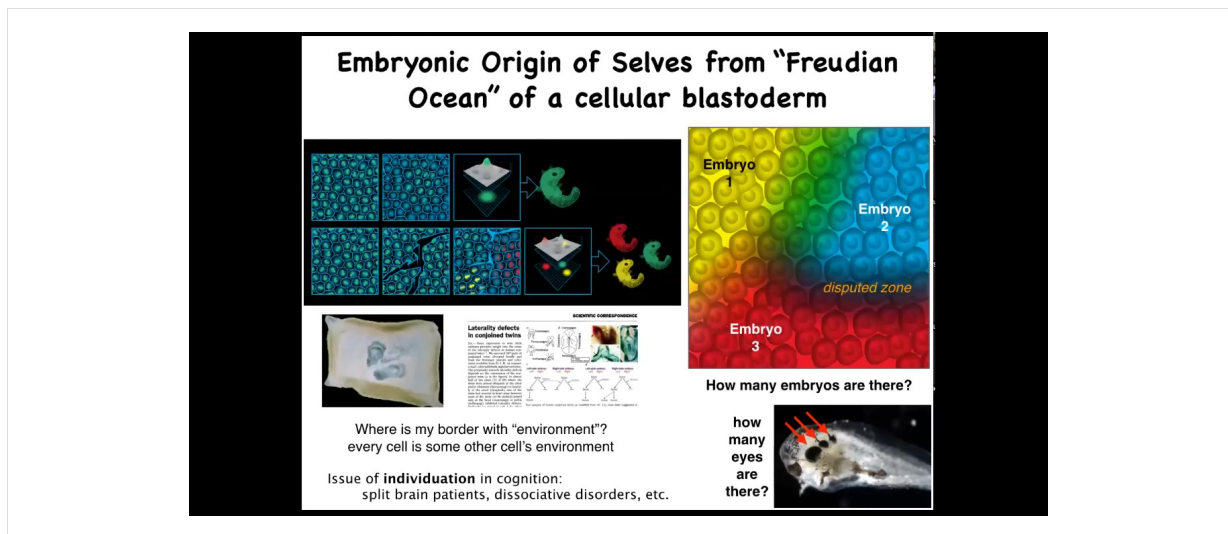 Embryonic Origin of Selves from “Freudian
Ocean” of a cellular blastoderm
Embryo
1
Embryo
2
disputed zone
Embryo
3
How many embryos are there?
SCIENTIFIC CORRESPONDENCE
Laterality defects
in conjoined twins
Where is my border with “environment”?
every cell is some other cell’s environment
Issue of individuation in cognition:
split brain patients, dissociative disorders, etc.
how
many
eyes
are
there?